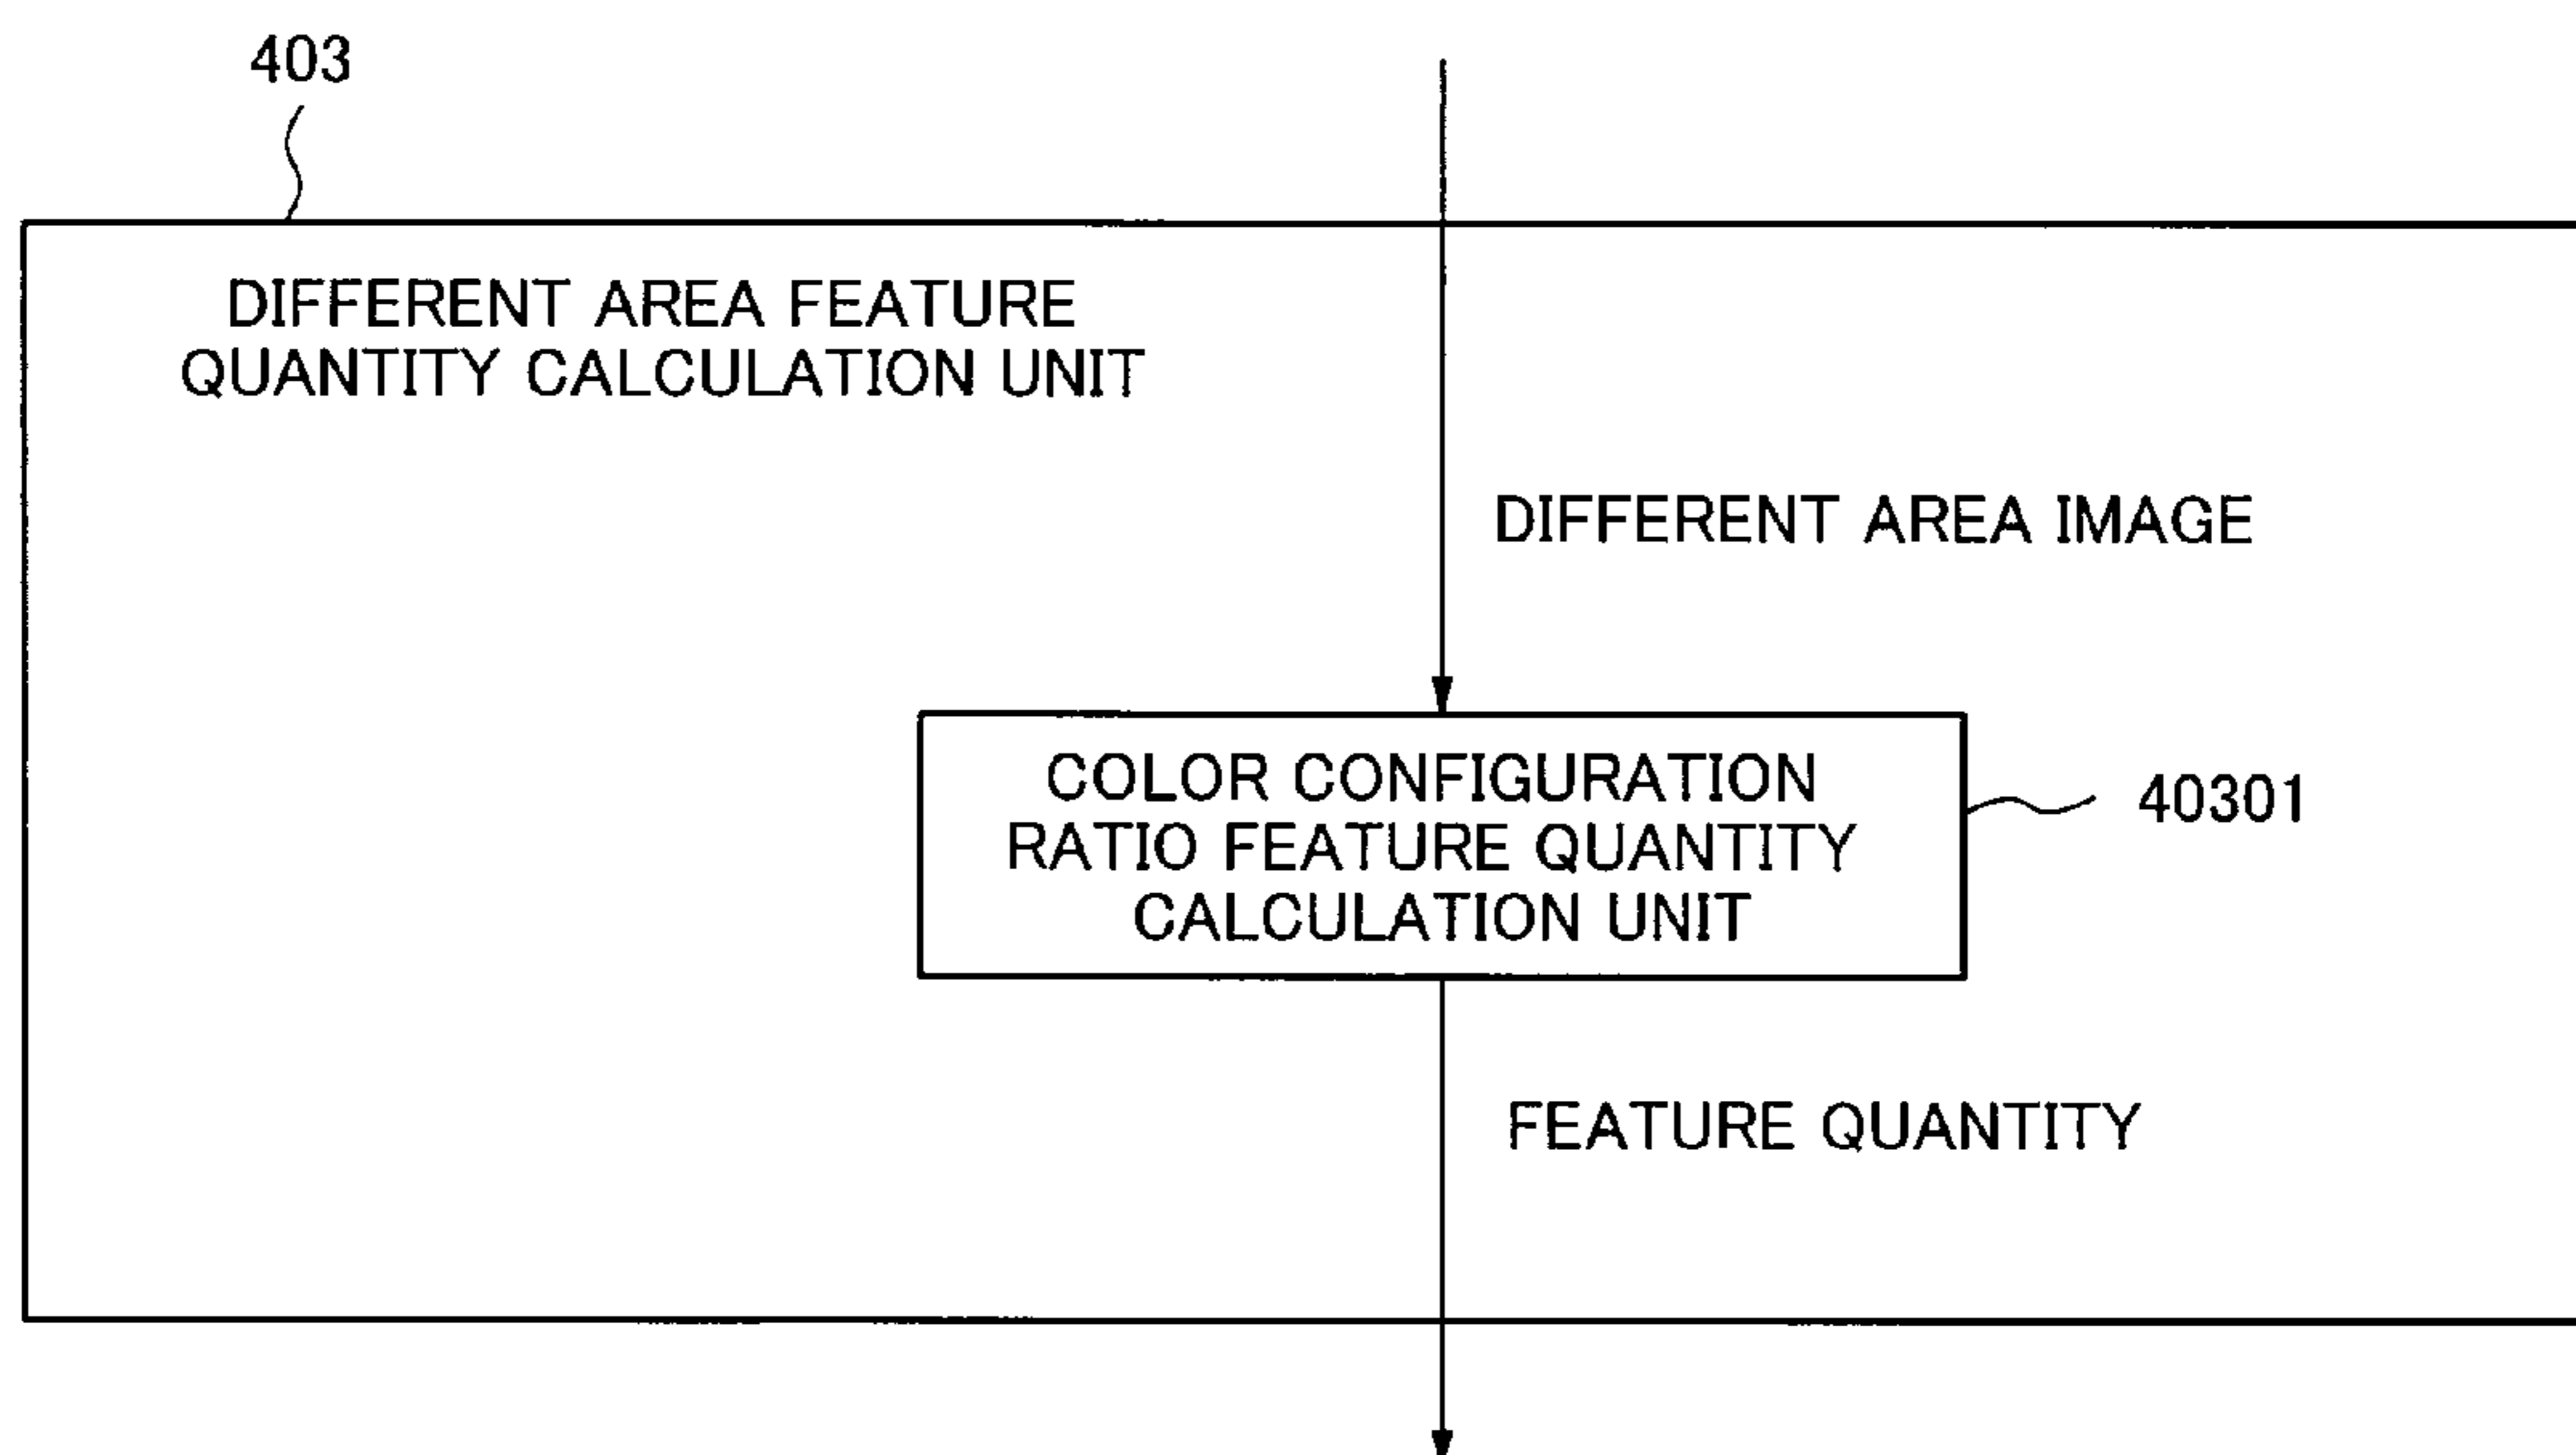 403
DIFFERENT AREA FEATURE
QUANTITY CALCULATION UNIT
DIFFERENT AREA IMAGE
COLOR CONFIGURATION
RATIO FEATURE QUANTITY
CALCULATION UNIT
40301
FEATURE QUANTITY